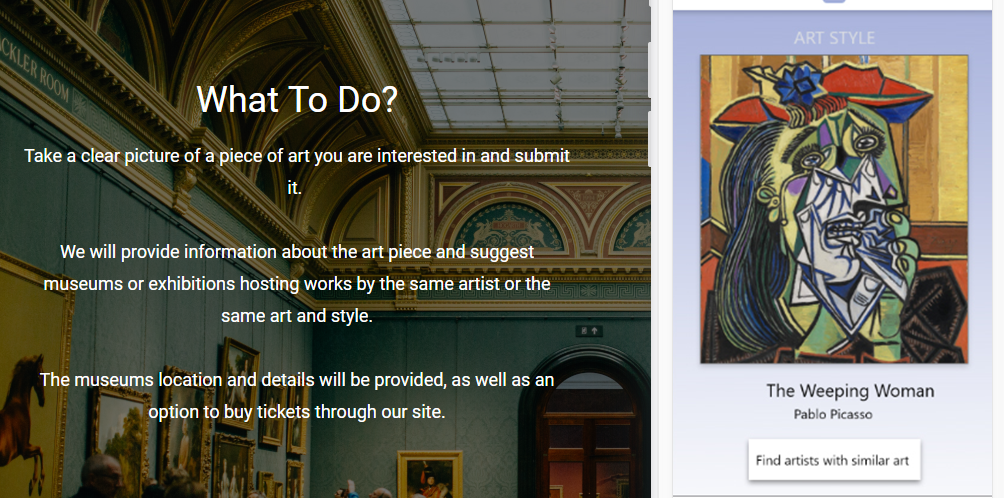 CKLER ROOM
What To Do?
Take a clear picture of a piece of art you are interested in and submit
it.
We will provide information about the art piece and suggest
museums or exhibitions hosting works by the same artist or the
same art and style.
The museums location and details will be provided, as well as an
option to buy tickets through our site.
ART STYLE
The Weeping Woman
Pablo Picasso
Find artists with similar art